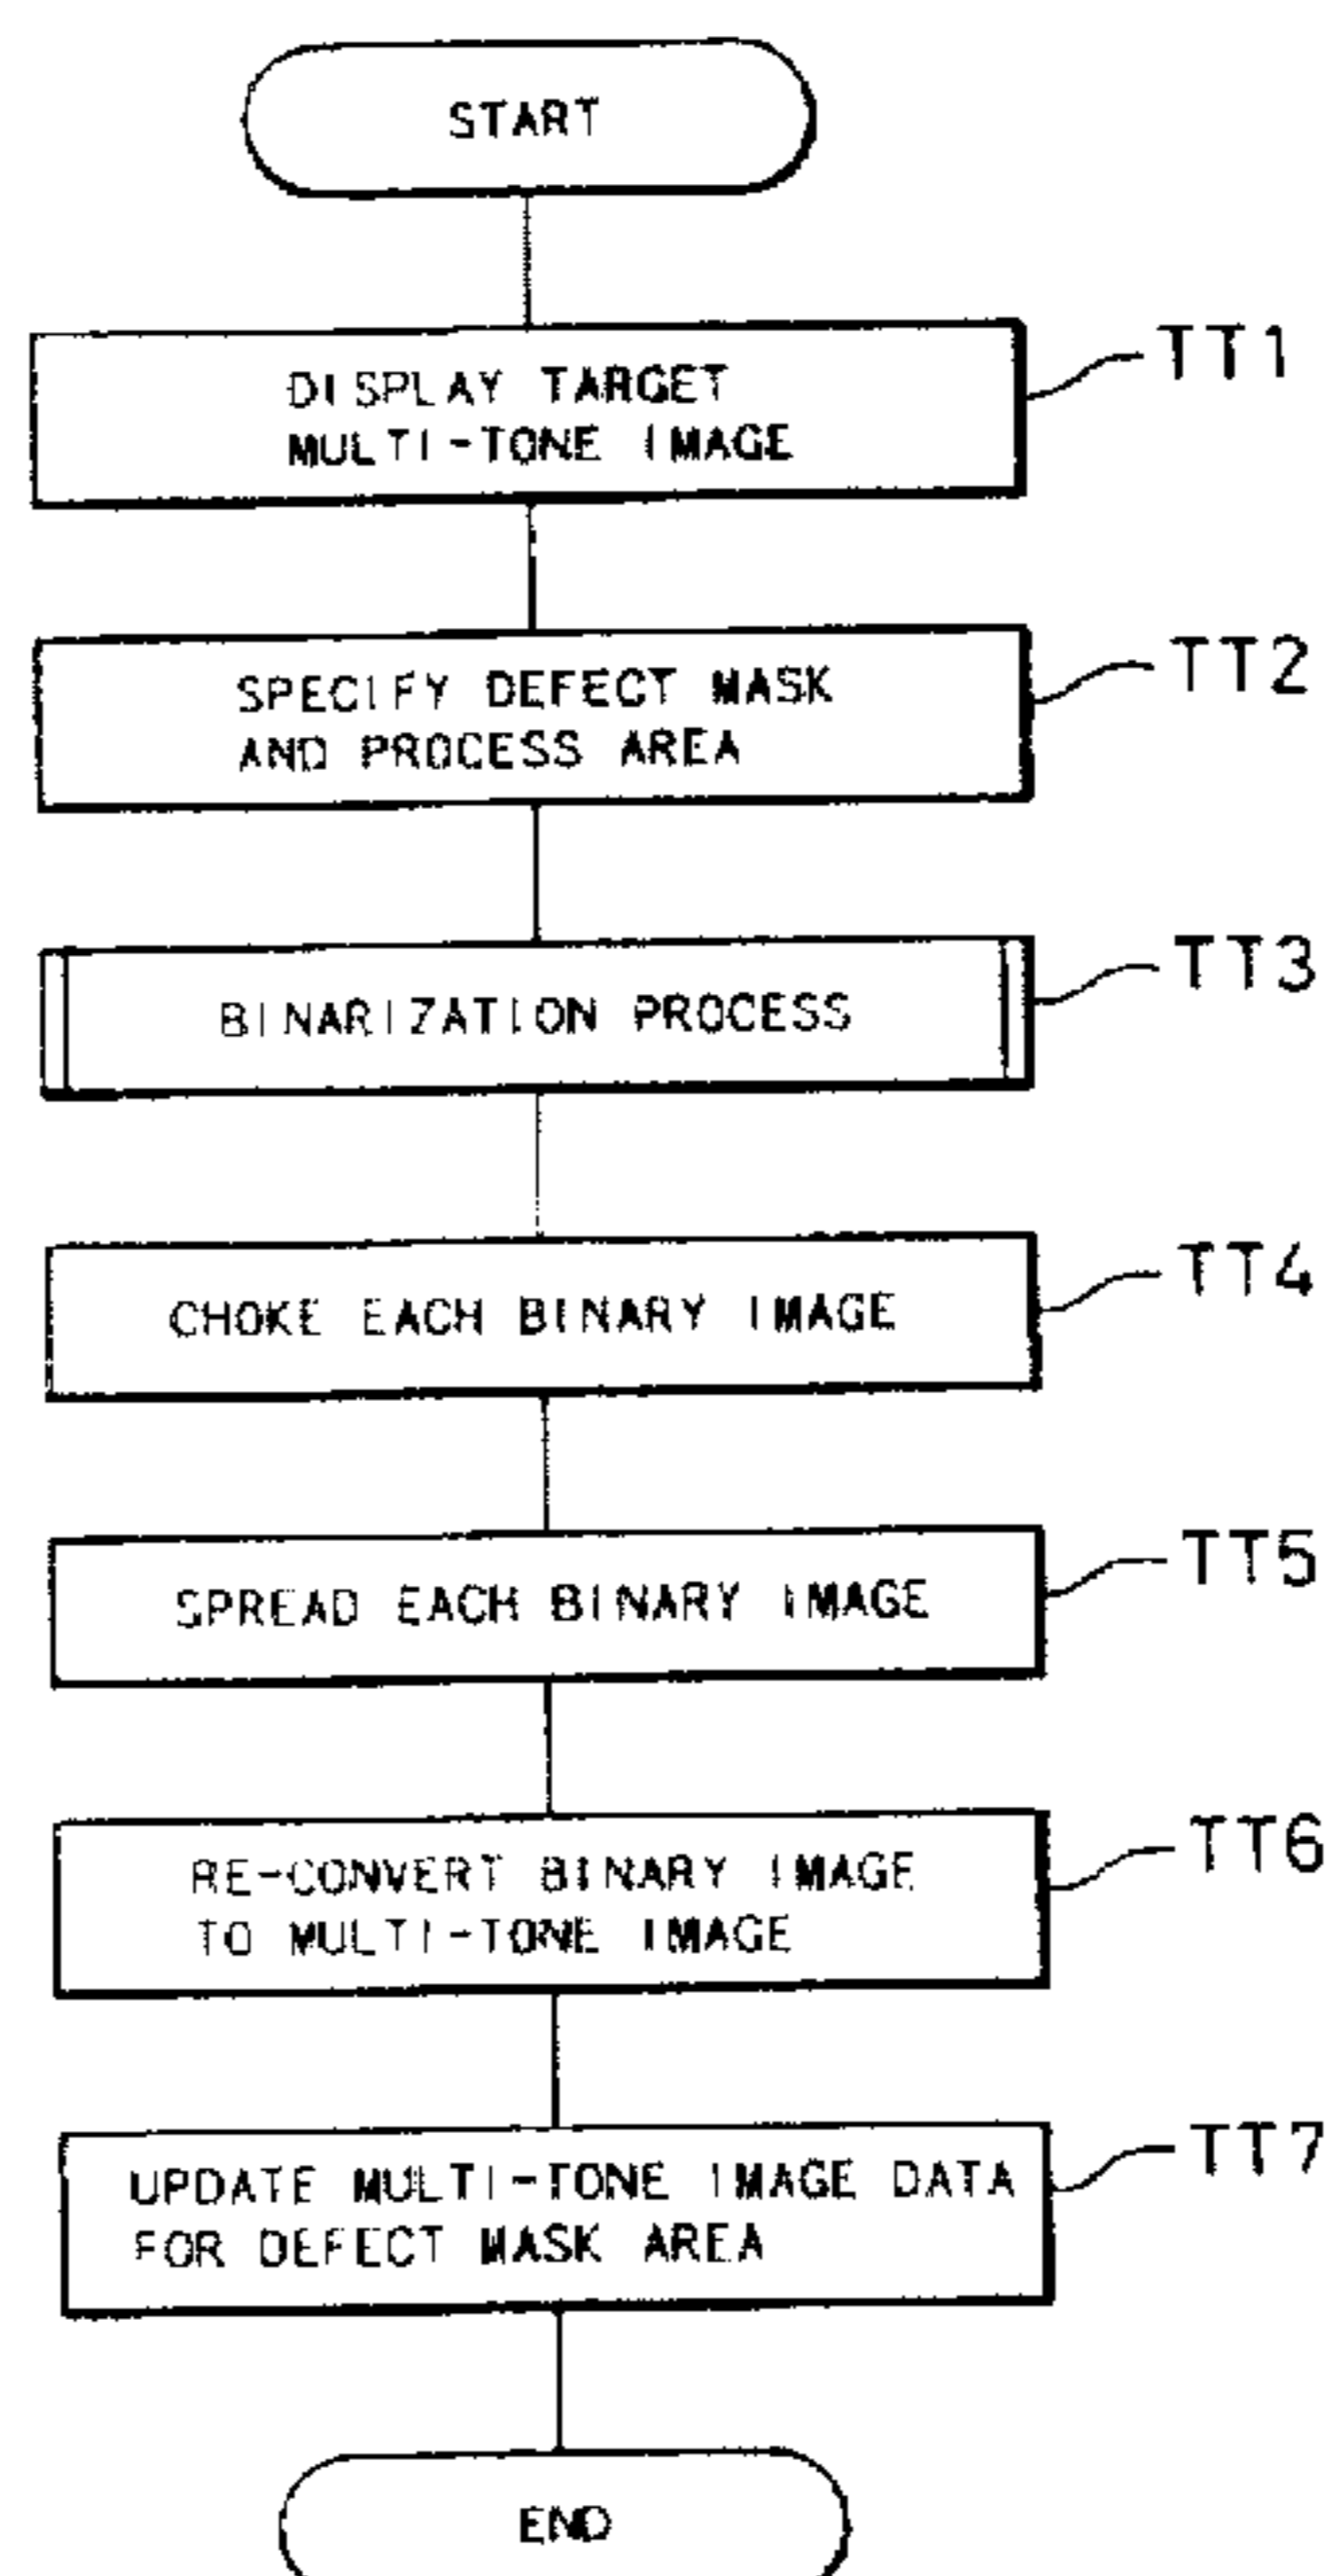 START
DISPLAY TARGET
MULTI-TONE IMAGE
TT1
SPECIFY DEFECT MASK
AND PROCESS AREA
TT2
BINARIZATION PROCESS
TT3
CHOKE EACH BINARY IMAGE
TT4
SPREAD EACH BINARY IMAGE
TT5
RE-CONVERT BINARY IMAGE
TO MULTI-TONE IMAGE
TT6
UPDATE MULTI-TONE IMAGE DATA
FOR DEFECT MASK AREA
TT7
END